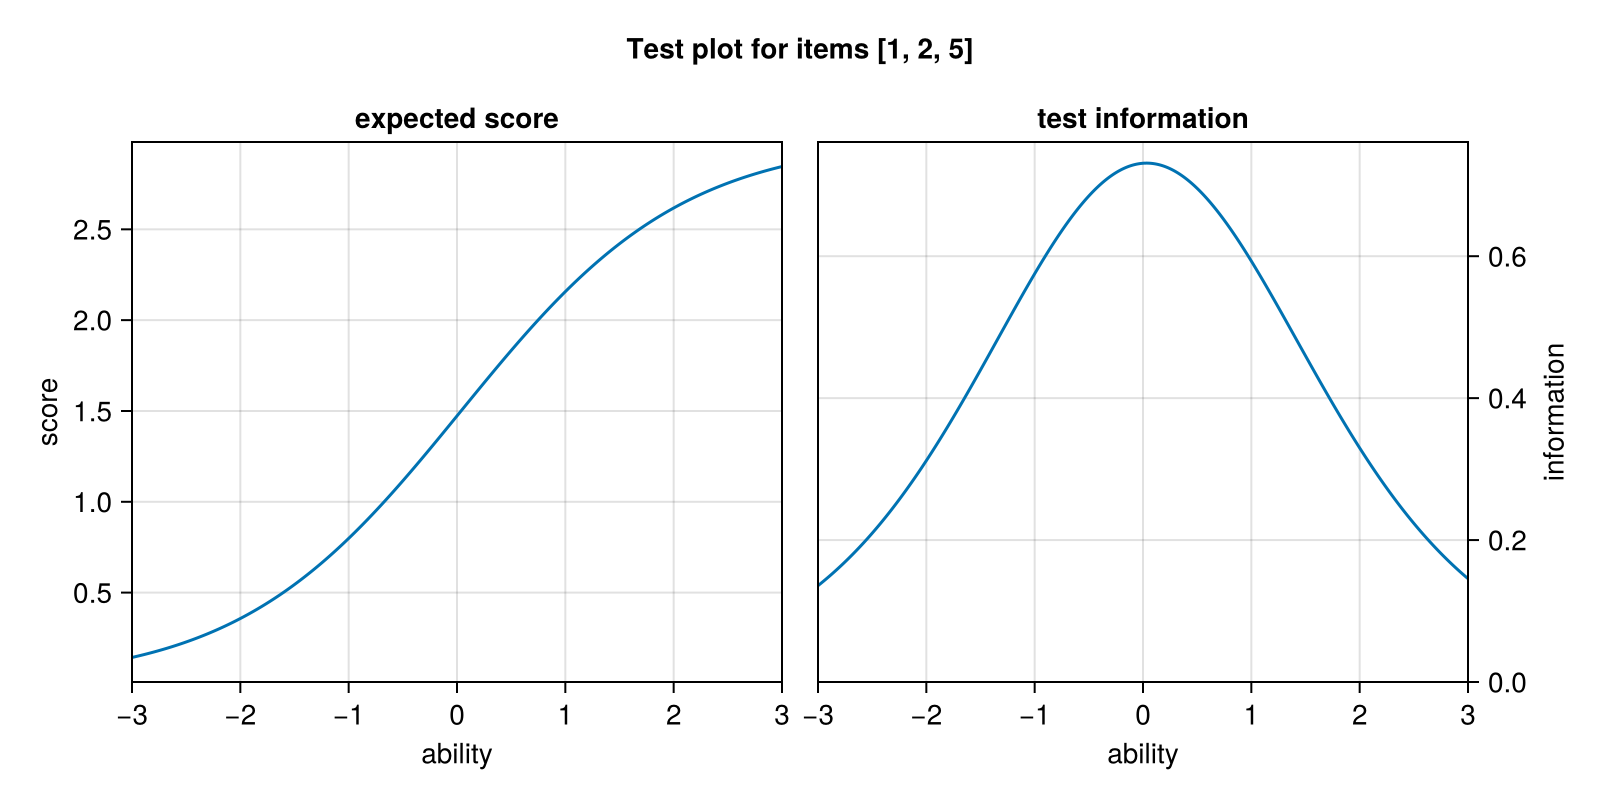 Test plot for items [1, 2, 5]
expected score
test information
score
2.5
2.0
1.5
1.0
0.5
−3 −2 −1 0 1 2 3
ability
−3 −2 −1 0 1 2 3
ability
0.6
0.4
0.2
0.0
information